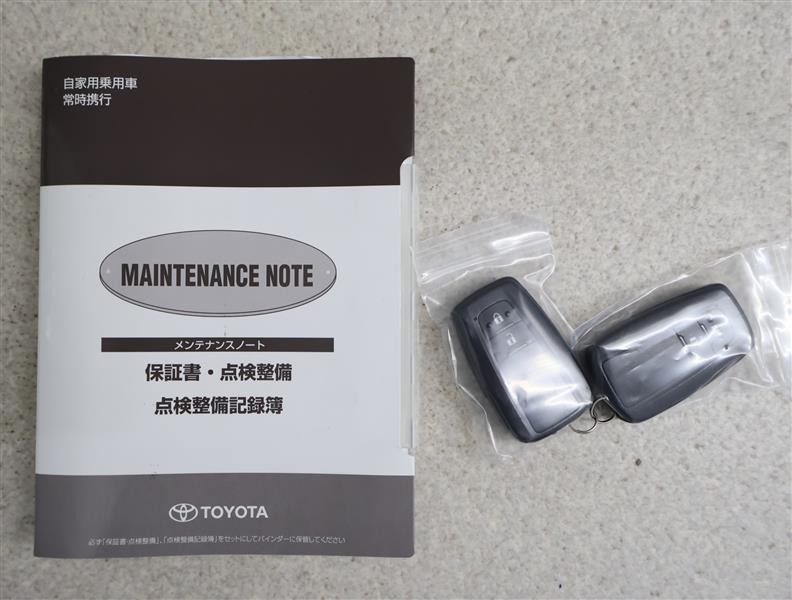 自家用乗用車
常時携行
MAINTENANCE NOTE
メンテナンスノート
保証書・点検整備
点検整備記録簿
TOYOTA
必ず「保証書・点検整備」、「点検整備記録簿」をセットにしてバインダーに保管してください